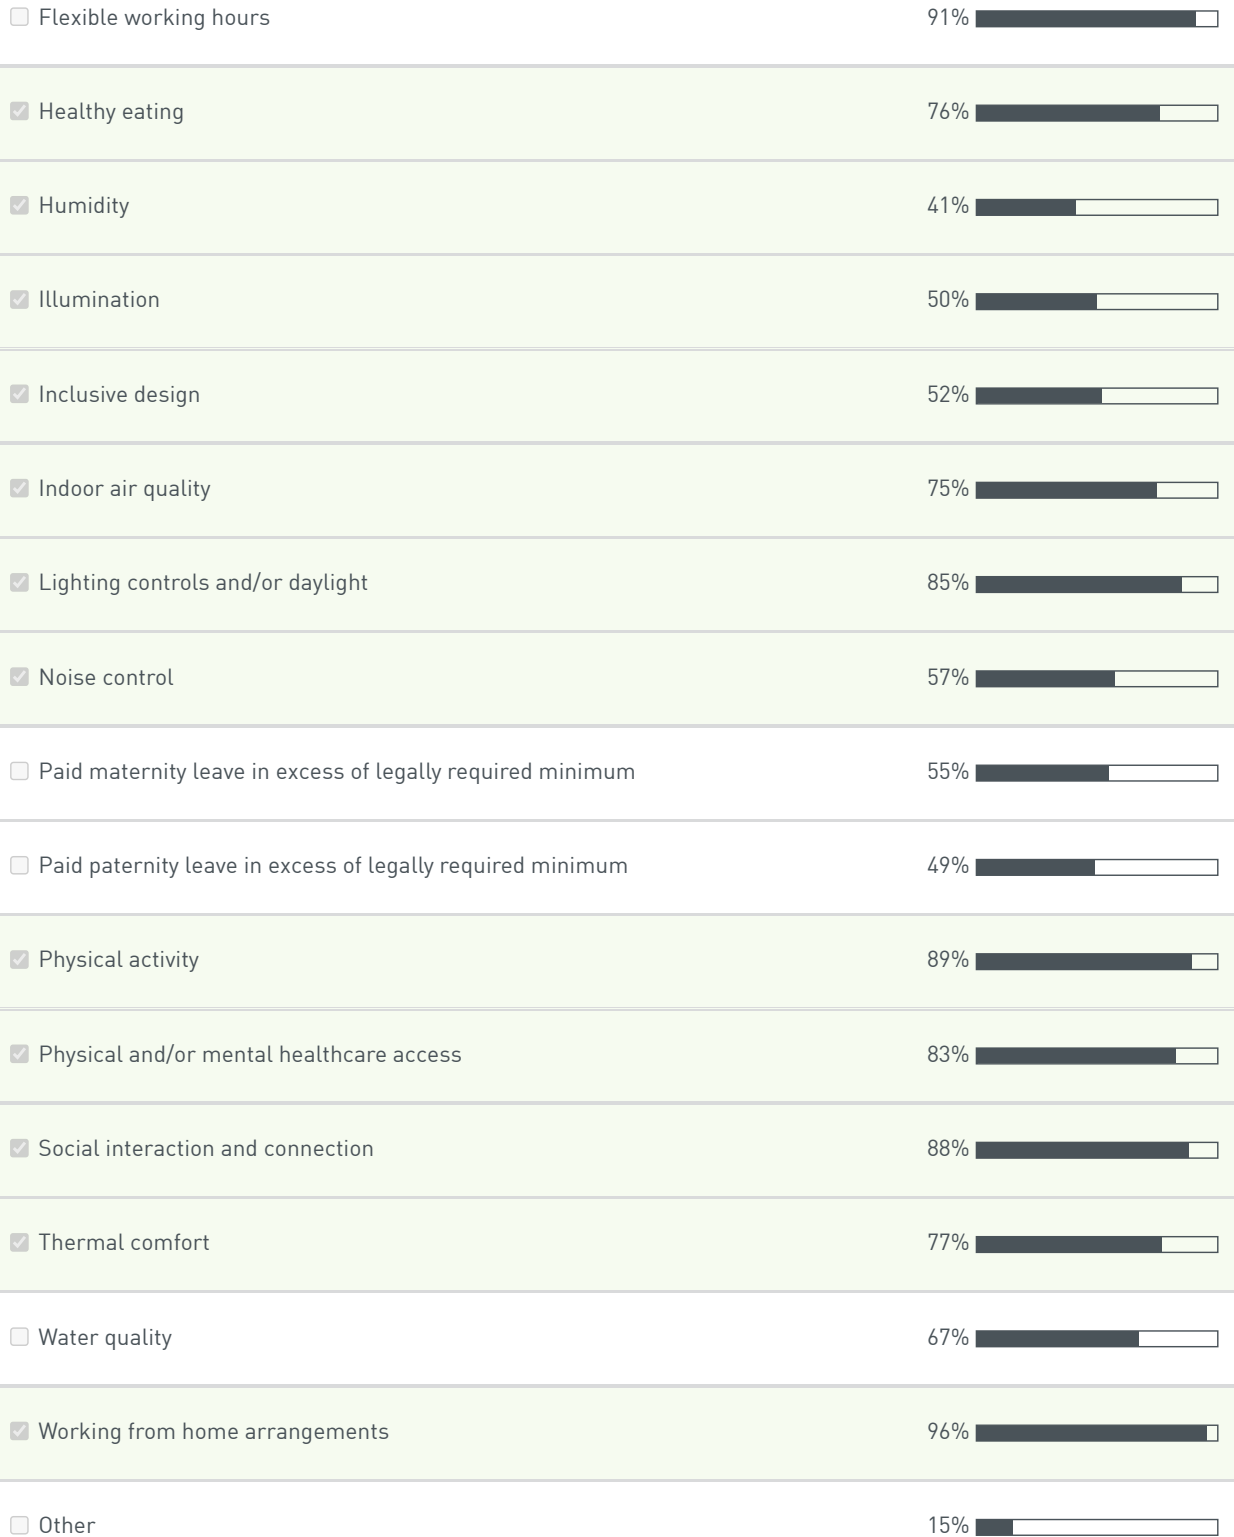 Flexible working hours 91%
Healthy eating 76%
Humidity 41%
Illumination 50%
Inclusive design 52%
Indoor air quality 75%
Lighting controls and/or daylight 85%
Noise control 57%
Paid maternity leave in excess of legally required minimum 55%
Paid paternity leave in excess of legally required minimum 49%
Physical activity 89%
Physical and/or mental healthcare access 83%
Social interaction and connection 88%
Thermal comfort 77%
Water quality 67%
Working from home arrangements 96%
Other 15%